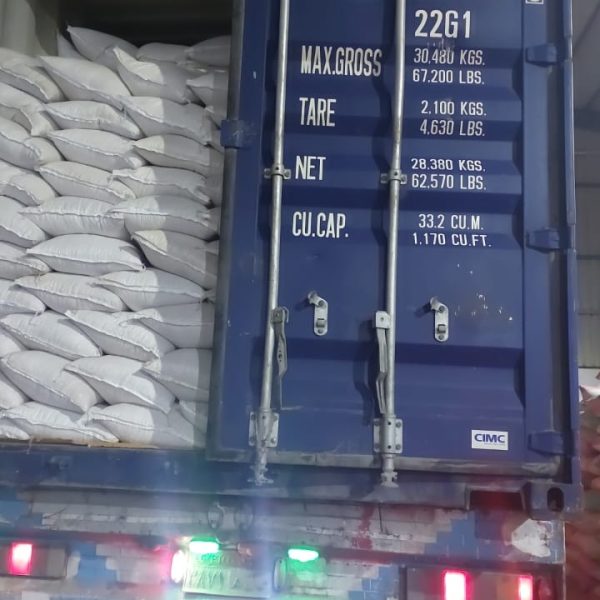 22G1
MAX.GROSS 30,480 KGS.
67,200 LBS.
TARE 2,100 KGS.
4,630 LBS.
NET 28,380 KGS.
62,570 LBS.
CU.CAP. 33.2 CU.M.
1,170 CU.FT.
CIMC